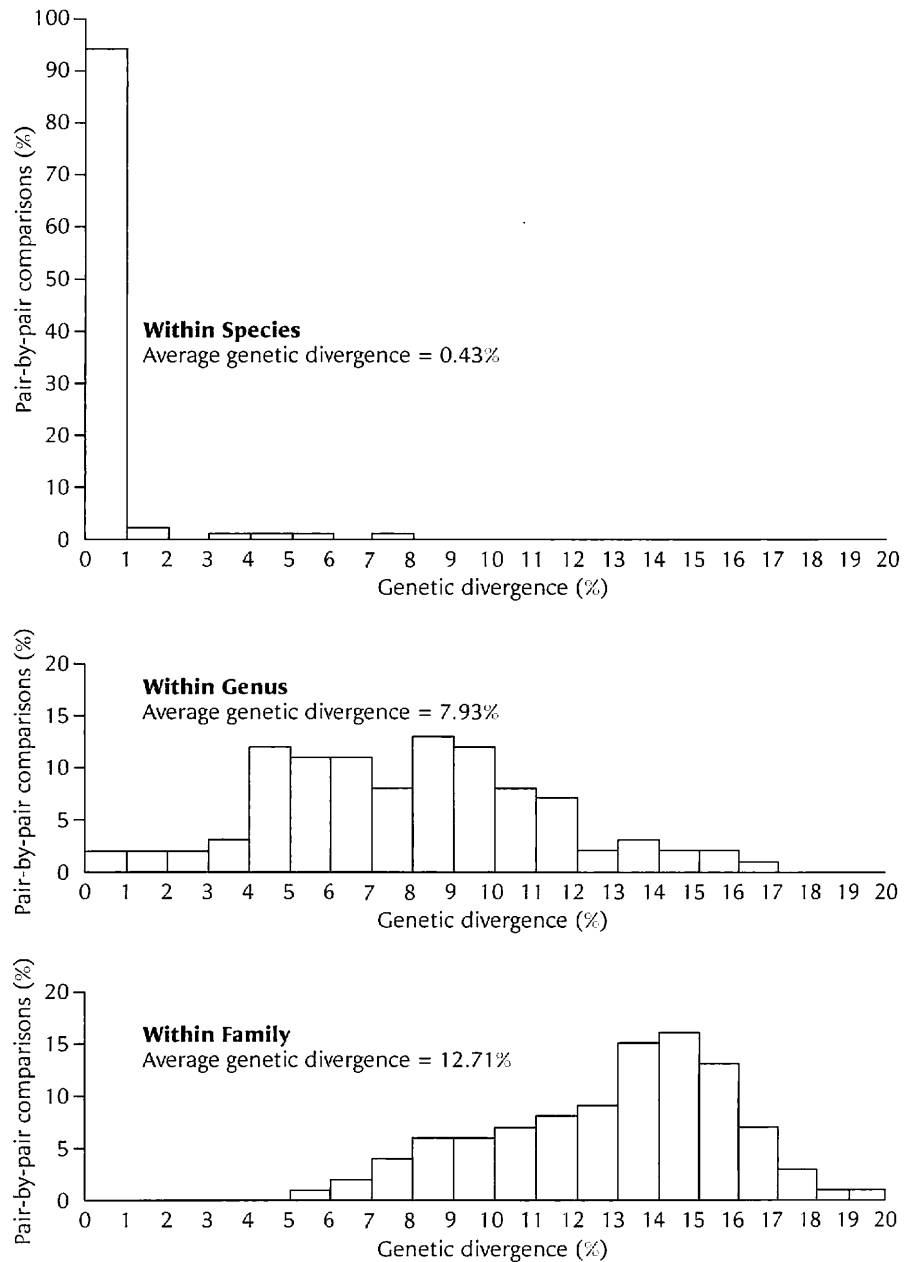 100
90
80
70
60
50
40
30
20
10
0
Pair-by-pair comparisons (%)
Within Species
Average genetic divergence = 0.43%
0 1 2 3 4 5 6 7 8 9 10 11 12 13 14 15 16 17 18 19 20
Genetic divergence (%)
20
15
10
5
0
Pair-by-pair comparisons (%)
Within Genus
Average genetic divergence = 7.93%
0 1 2 3 4 5 6 7 8 9 10 11 12 13 14 15 16 17 18 19 20
Genetic divergence (%)
20
15
10
5
0
Pair-by-pair comparisons (%)
Within Family
Average genetic divergence = 12.71%
0 1 2 3 4 5 6 7 8 9 10 11 12 13 14 15 16 17 18 19 20
Genetic divergence (%)